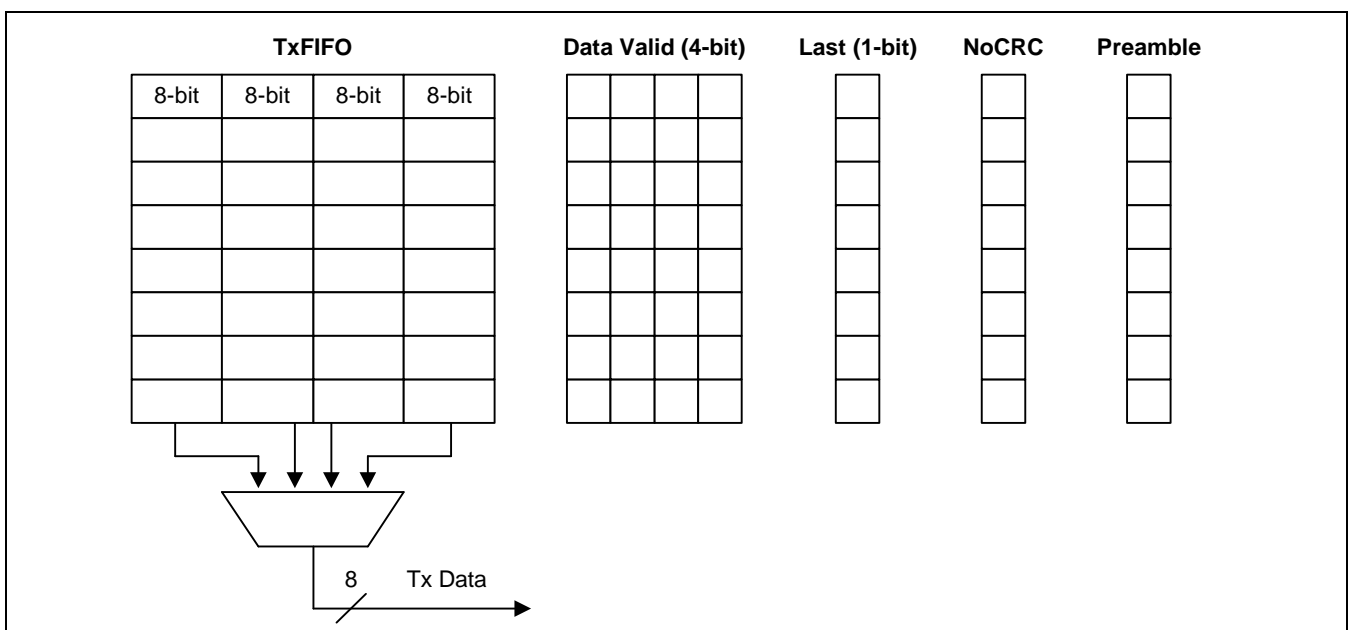 TxFIFO Data Valid (4-bit) Last (1-bit) NoCRC Preamble
8-bit 8-bit 8-bit 8-bit
8 Tx Data